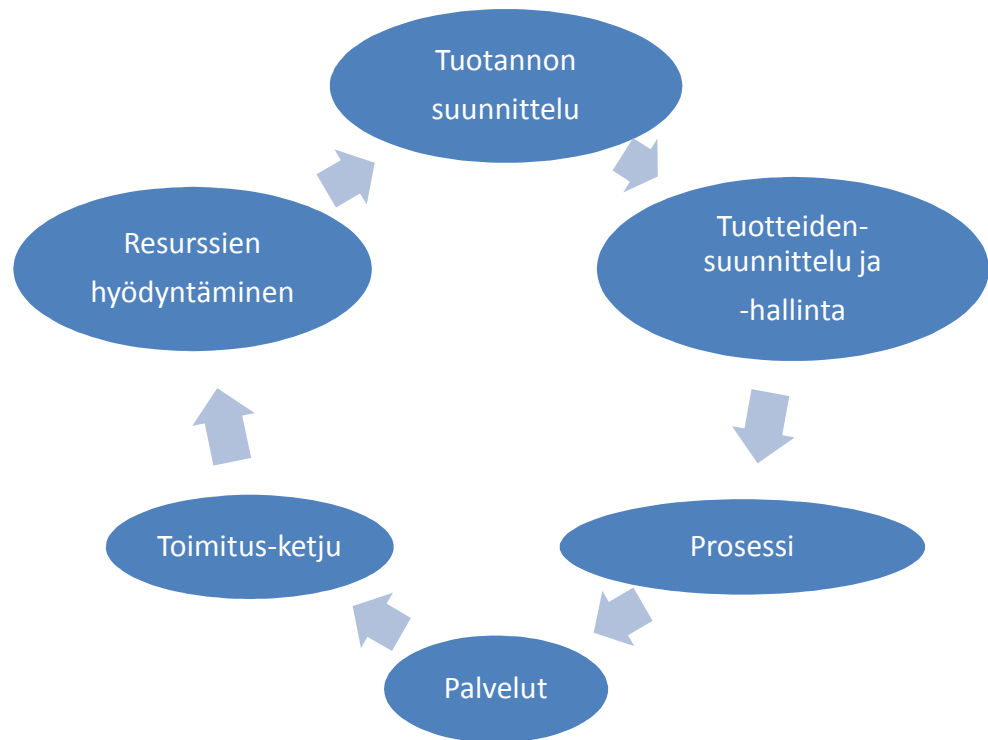 Tuotannon
suunnittelu
Tuotteiden-
suunnittelu ja
-hallinta
Prosessi
Palvelut
Toimitus-ketju
Resurssien
hyödyntäminen